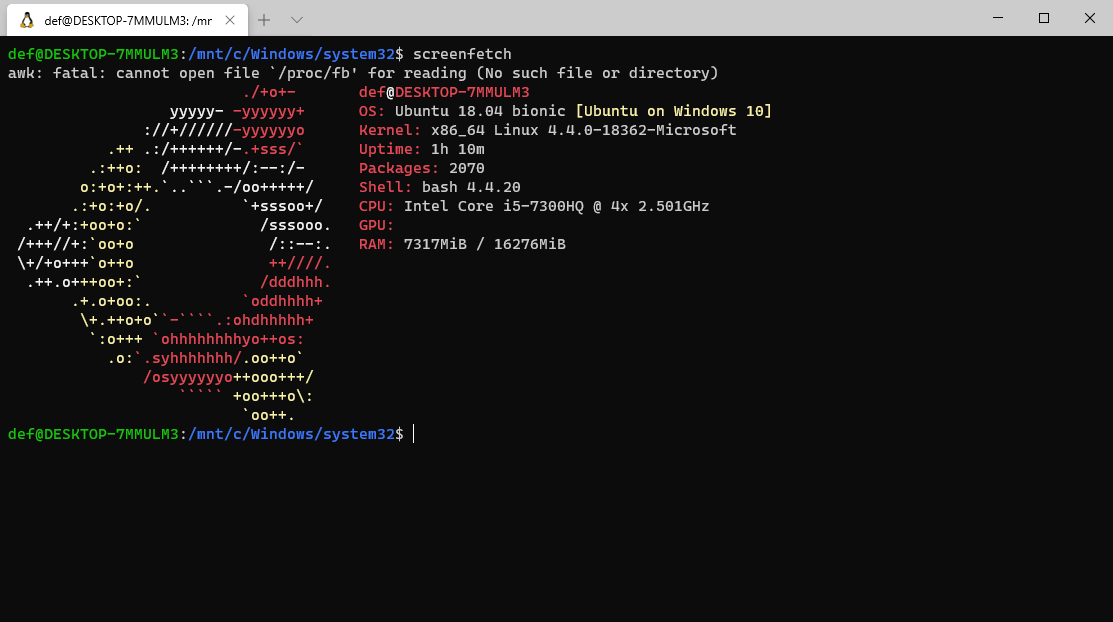 def@DESKTOP-7MMULM3: /mr
def@DESKTOP-7MMULM3:/mnt/c/Windows/system32$ screenfetch
awk: fatal: cannot open file `/proc/fb' for reading (No such file or directory)
                          ./+o+-       def@DESKTOP-7MMULM3
                  yyyyy- -yyyyyy+      OS: Ubuntu 18.04 bionic [Ubuntu on Windows 10]
               ://+//////-yyyyyyo      Kernel: x86_64 Linux 4.4.0-18362-Microsoft
           .++ .:/++++++/-.+sss/`      Uptime: 1h 10m
         .:++o:  /++++++++/:--:/-      Packages: 2070
        o:+o+:++.`..```.-/oo+++++/     Shell: bash 4.4.20
       .:+o:+o/.          `+sssoo+/    CPU: Intel Core i5-7300HQ @ 4x 2.501GHz
  .++/+:+oo+o:`             /sssooo.   GPU:
 /+++//+:`oo+o               /::--:.   RAM: 7317MiB / 16276MiB
 \+/+o+++`o++o               ++////.
  .++.o+++oo+:`             /dddhhh.
       .+.o+oo:.          `oddhhhh+
        \+.++o+o``-````.:ohdhhhhh+
         `:o+++ `ohhhhhhhhyo++os:
           .o:`.syhhhhhhh/.oo++o`
               /osyyyyyyo++ooo+++/
                   ````` +oo+++o\:
                          `oo++.
def@DESKTOP-7MMULM3:/mnt/c/Windows/system32$